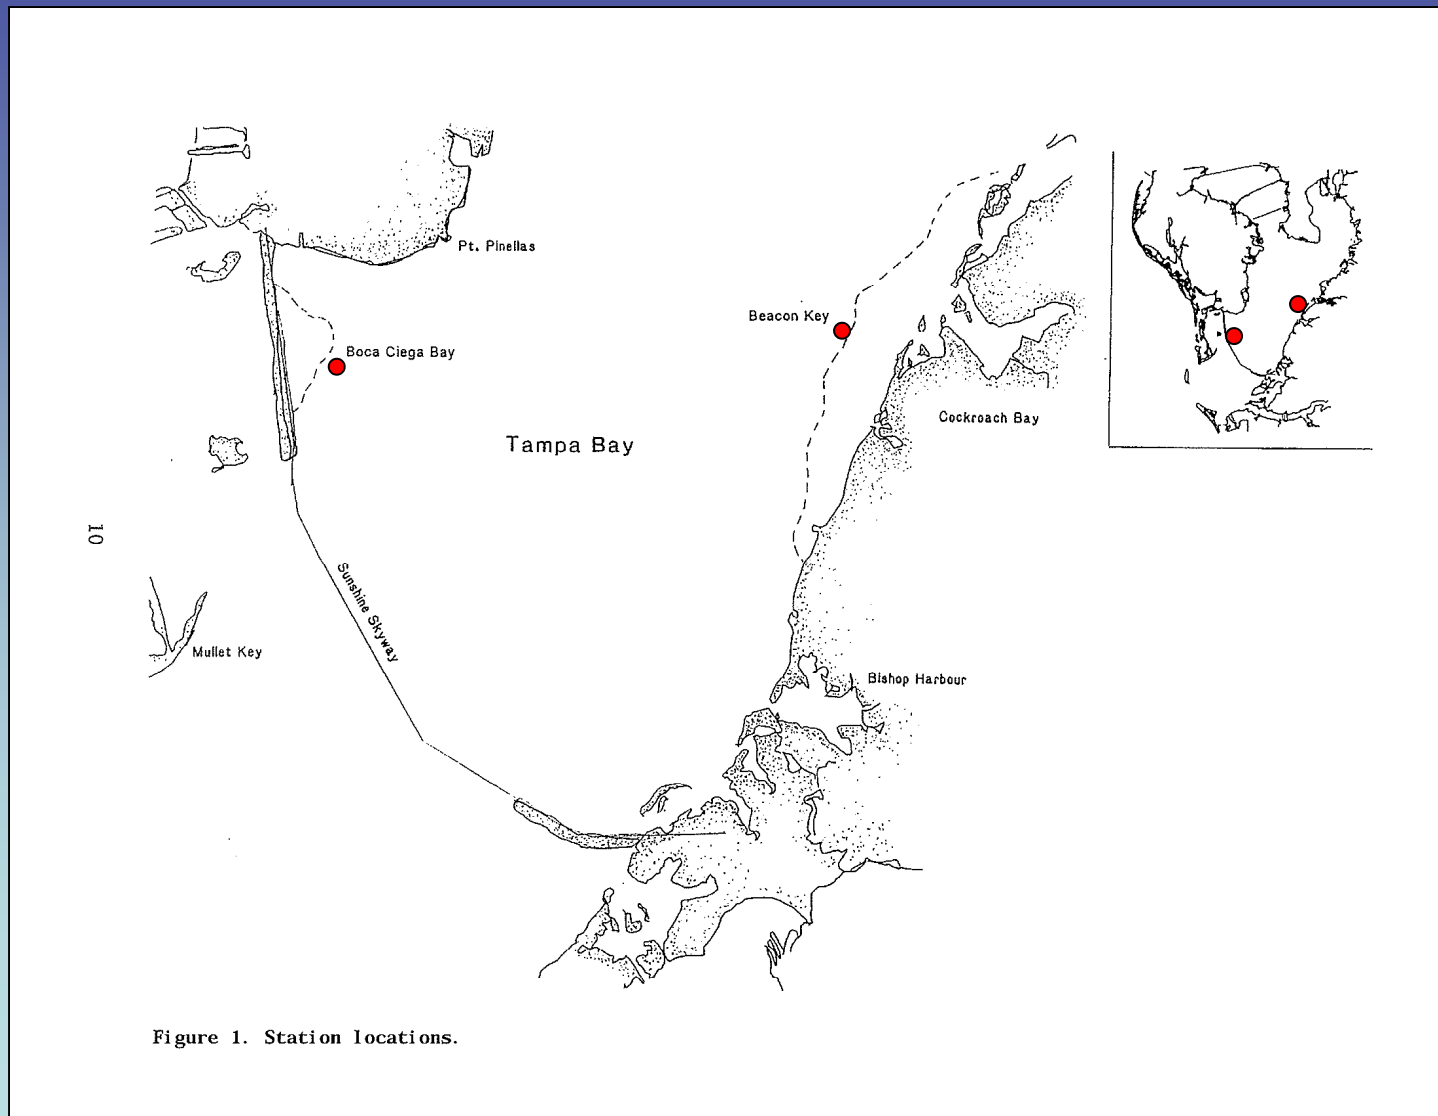 Pt. Pinellas
Beacon Key
Boca Ciega Bay
Cockroach Bay
Tampa Bay
10
Sunshine Skyway
Mullet Key
Bishop Harbour
Figure 1. Station locations.